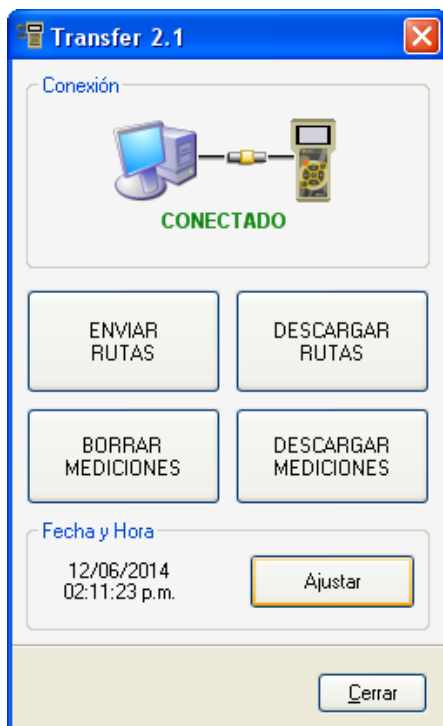 Transfer 2.1
Conexión
CONECTADO
ENVIAR
RUTAS
DESCARGAR
RUTAS
BORRAR
MEDICIONES
DESCARGAR
MEDICIONES
Fecha y Hora
12/06/2014
02:11:23 p.m.
Ajustar
Cerrar